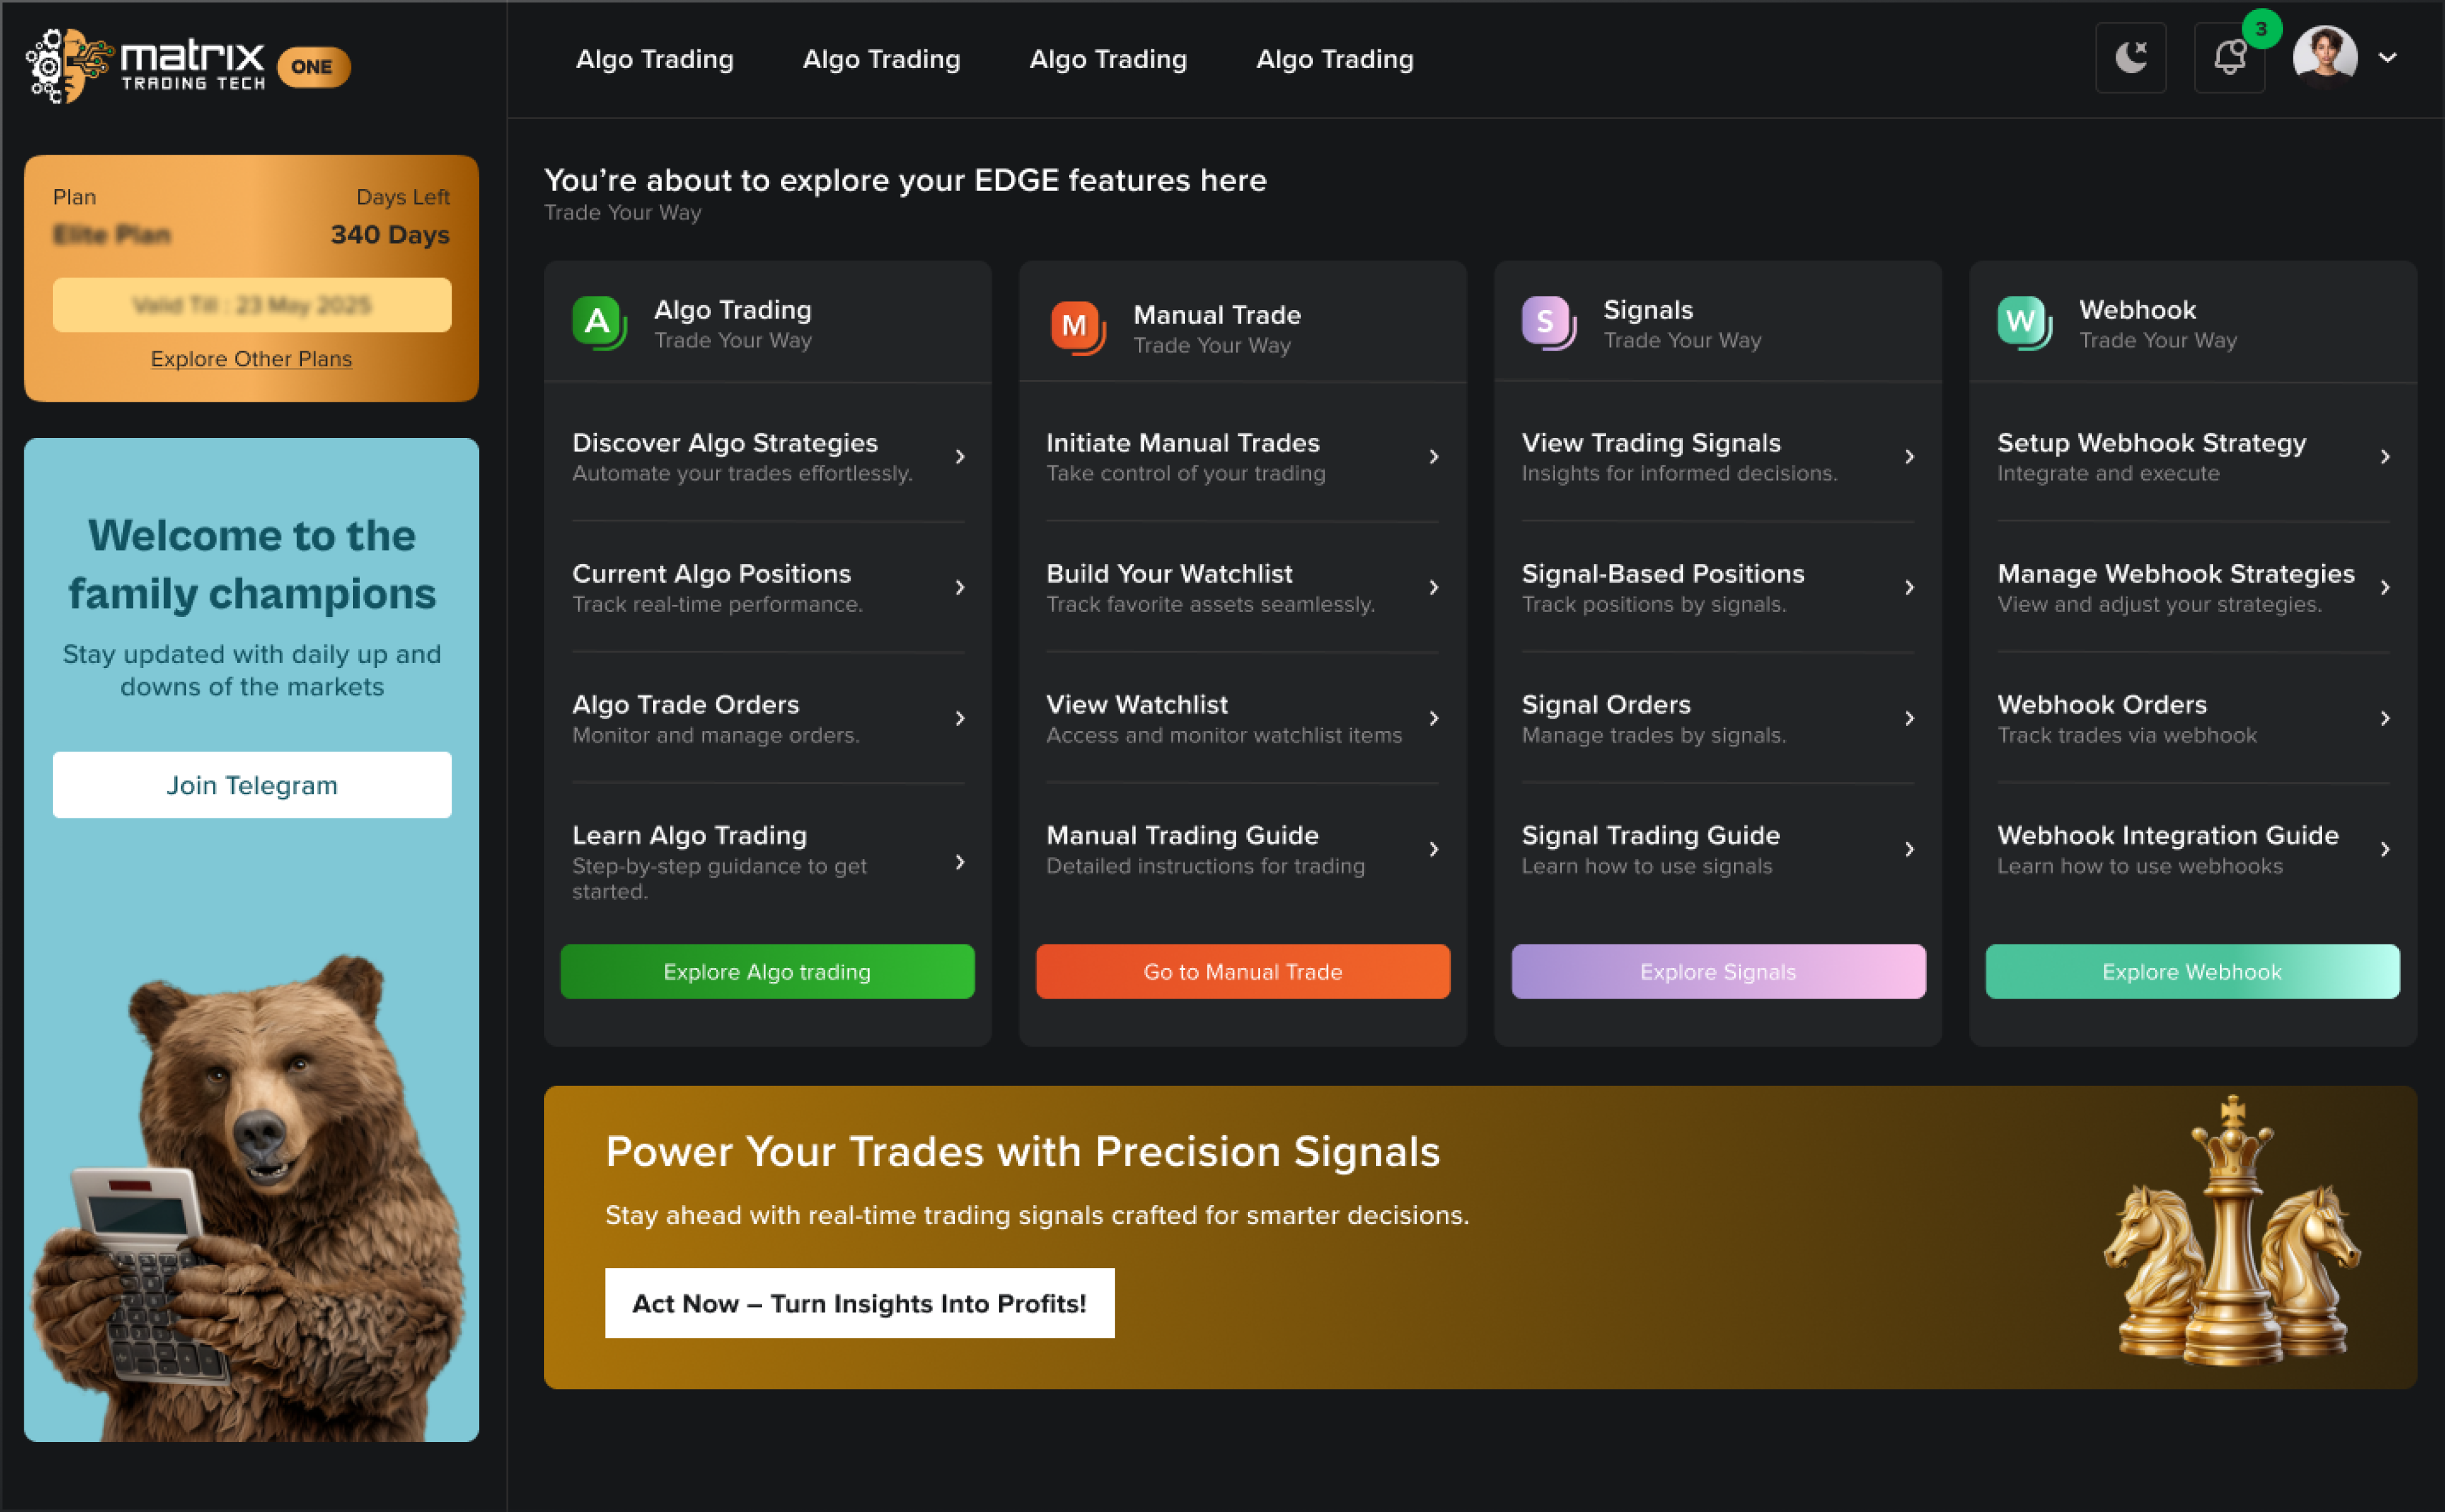 matrix
TRADING TECH
ONE
Algo Trading
Algo Trading
Algo Trading
Algo Trading
3
Plan
Days Left
Elite Plan
340 Days
Valid Till : 23 May 2025
Explore Other Plans
Welcome to the
family champions
Stay updated with daily up and
downs of the markets
Join Telegram
You’re about to explore your EDGE features here
Trade Your Way
A
Algo Trading
Trade Your Way
Discover Algo Strategies
Automate your trades effortlessly.
Current Algo Positions
Track real-time performance.
Algo Trade Orders
Monitor and manage orders.
Learn Algo Trading
Step-by-step guidance to get
started.
Explore Algo trading
M
Manual Trade
Trade Your Way
Initiate Manual Trades
Take control of your trading
Build Your Watchlist
Track favorite assets seamlessly.
View Watchlist
Access and monitor watchlist items
Manual Trading Guide
Detailed instructions for trading
Go to Manual Trade
S
Signals
Trade Your Way
View Trading Signals
Insights for informed decisions.
Signal-Based Positions
Track positions by signals.
Signal Orders
Manage trades by signals.
Signal Trading Guide
Learn how to use signals
Explore Signals
W
Webhook
Trade Your Way
Setup Webhook Strategy
Integrate and execute
Manage Webhook Strategies
View and adjust your strategies.
Webhook Orders
Track trades via webhook
Webhook Integration Guide
Learn how to use webhooks
Explore Webhook
Power Your Trades with Precision Signals
Stay ahead with real-time trading signals crafted for smarter decisions.
Act Now – Turn Insights Into Profits!